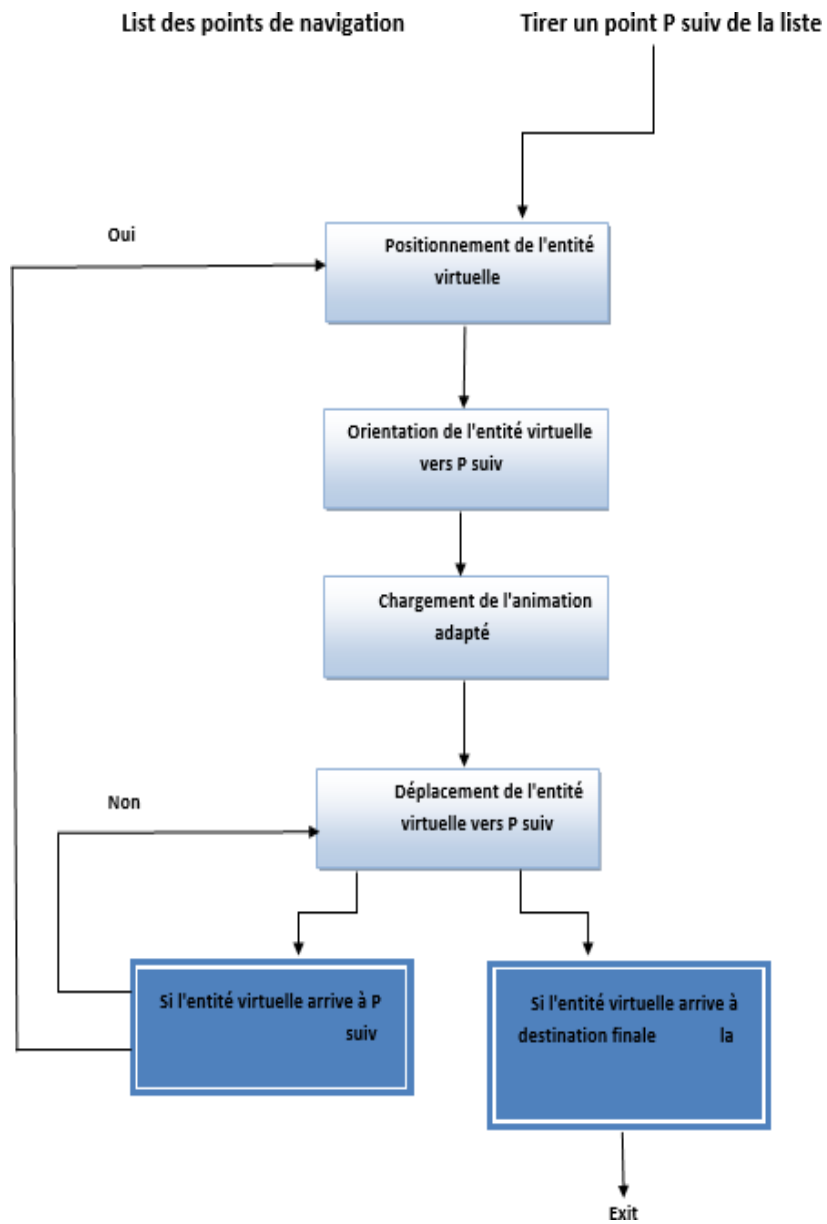 List des points de navigation
Tirer un point P suiv de la liste
Oui
Positionnement de l'entité
virtuelle
Orientation de l'entité virtuelle
vers P suiv
Chargement de l'animation
adapté
Non
Déplacement de l'entité
virtuelle vers P suiv
Si l'entité virtuelle arrive à P
suiv
Si l'entité virtuelle arrive à
destination finale la
Exit